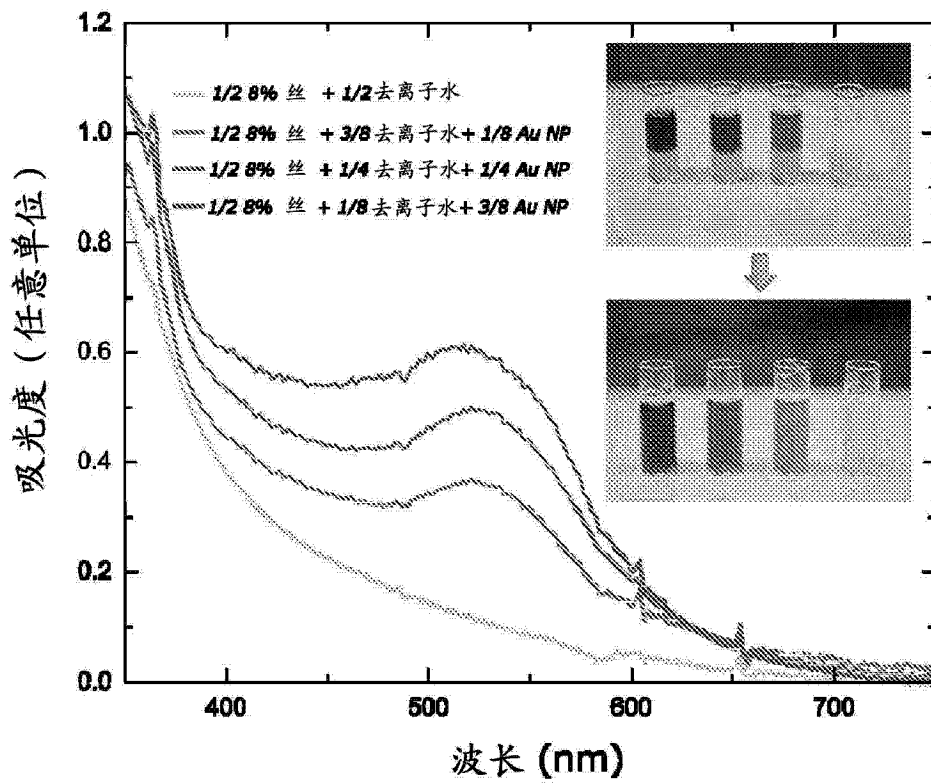 1.2
1.0
0.8
0.6
0.4
0.2
0.0
吸光度（任意单位）
1/2 8% 丝 + 1/2 去离子水
1/2 8% 丝 + 3/8 去离子水 + 1/8 Au NP
1/2 8% 丝 + 1/4 去离子水 + 1/4 Au NP
1/2 8% 丝 + 1/8 去离子水 + 3/8 Au NP
400 500 600 700
波长 (nm)